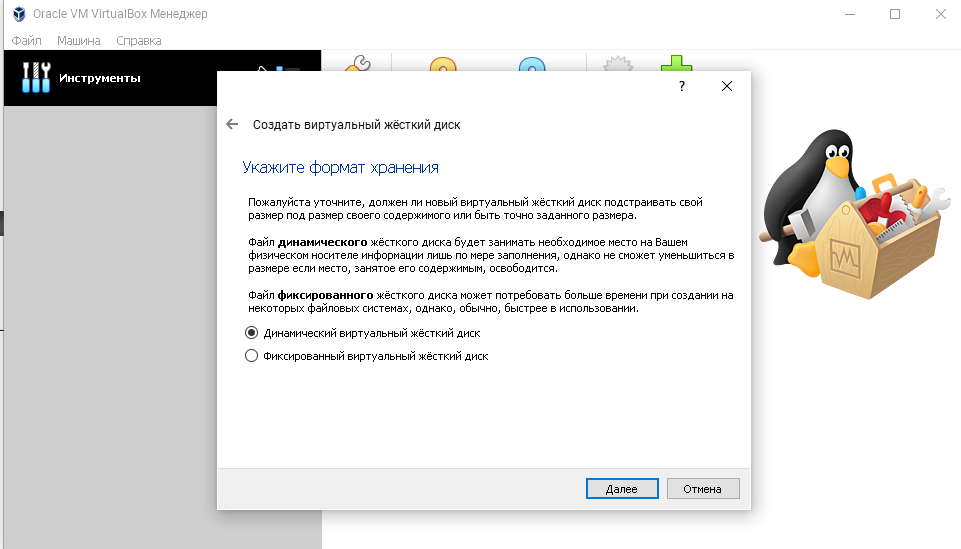 Oracle VM VirtualBox Менеджер
Файл Машина Справка
Инструменты
?
Создать виртуальный жёсткий диск
Укажите формат хранения
Пожалуйста уточните, должен ли новый виртуальный жёсткий диск подстраивать свой
размер под размер своего содержимого или быть точно заданного размера.
Файл динамического жёсткого диска будет занимать необходимое место на Вашем
физическом носителе информации лишь по мере заполнения, однако не сможет уменьшиться в
размере если место, занятое его содержимым, освободится.
Файл фиксированного жёсткого диска может потребовать больше времени при создании на
некоторых файловых системах, однако, обычно, быстрее в использовании.
Динамический виртуальный жёсткий диск
Фиксированный виртуальный жёсткий диск
Далее Отмена